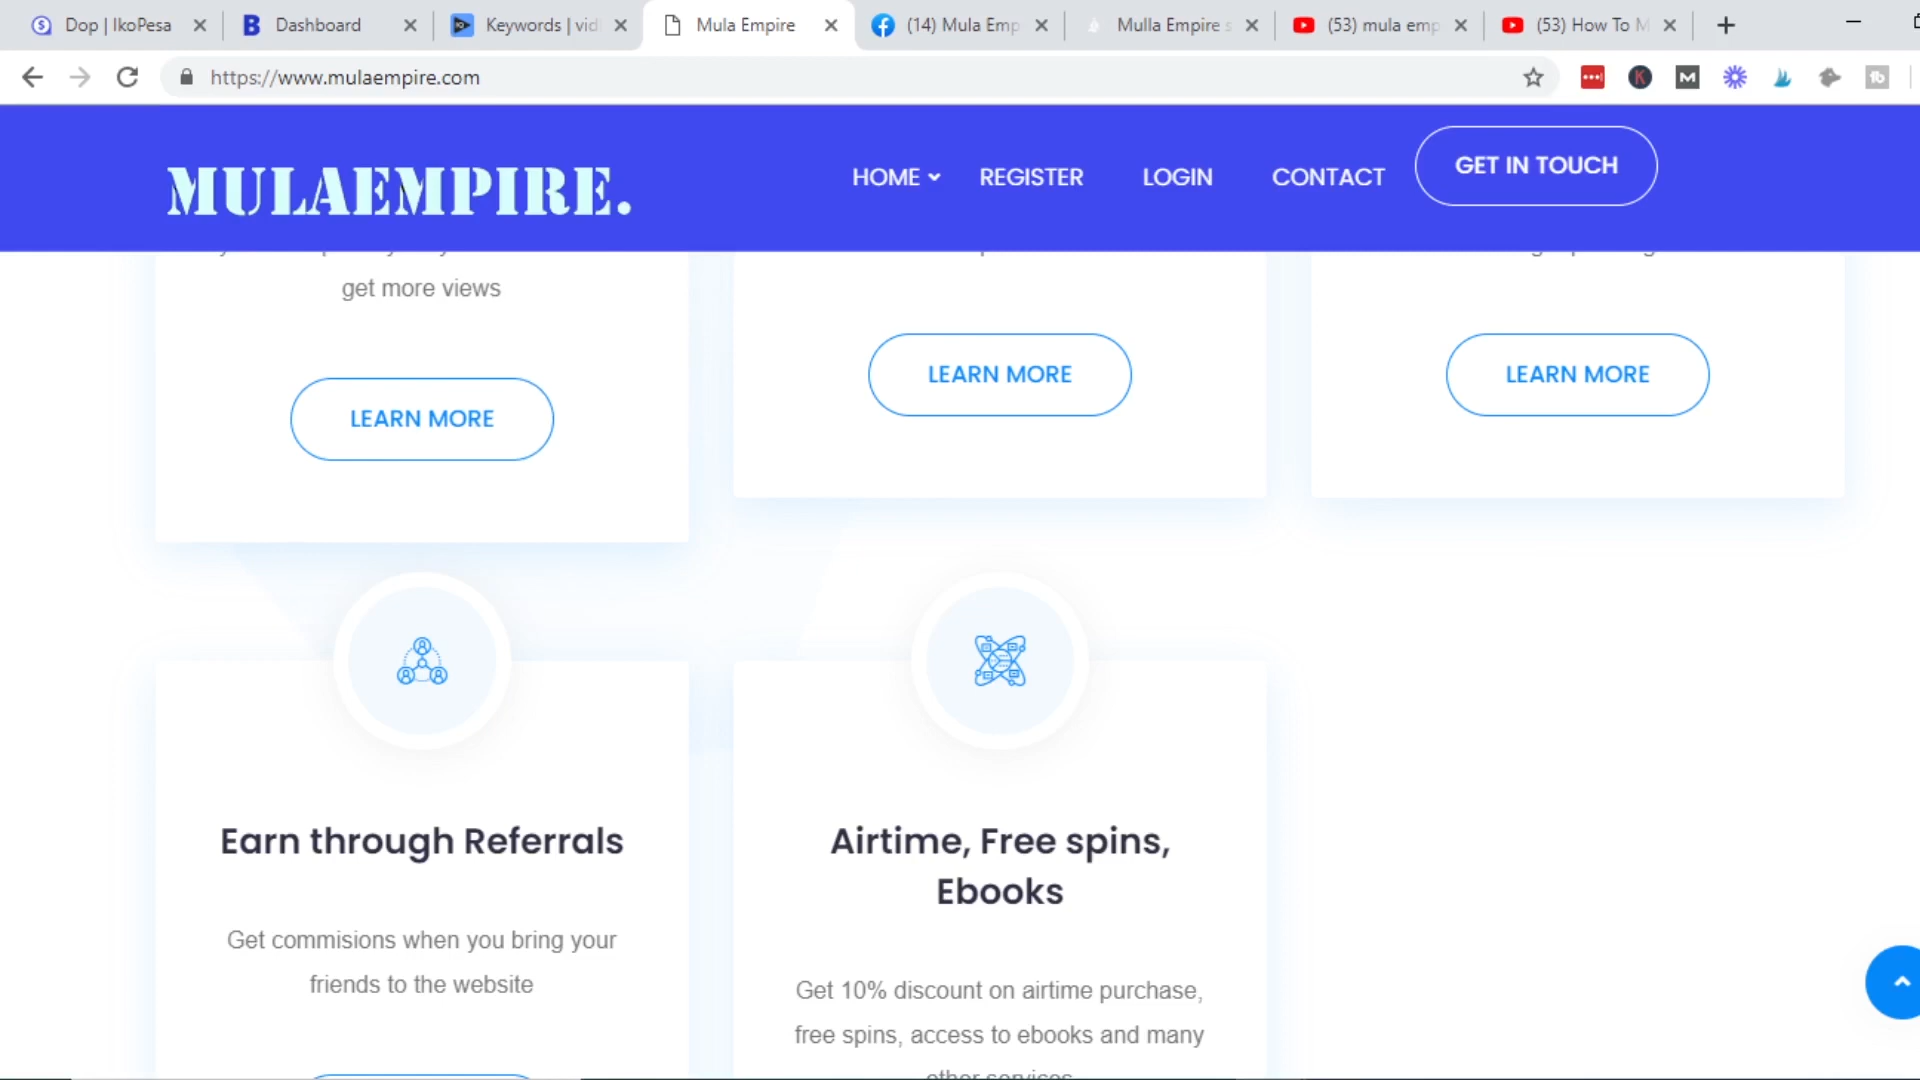 Dop | IkoPesa
Dashboard
Keywords | vid
Mula Empire
(14) Mula Emp
Mulla Empire s
(53) mula emp
(53) How To M
https://www.mulaempire.com
MULAEMPIRE.
HOME
REGISTER
LOGIN
CONTACT
GET IN TOUCH
get more views
LEARN MORE
LEARN MORE
LEARN MORE
Earn through Referrals
Get commisions when you bring your
friends to the website
Airtime, Free spins,
Ebooks
Get 10% discount on airtime purchase,
free spins, access to ebooks and many
other services